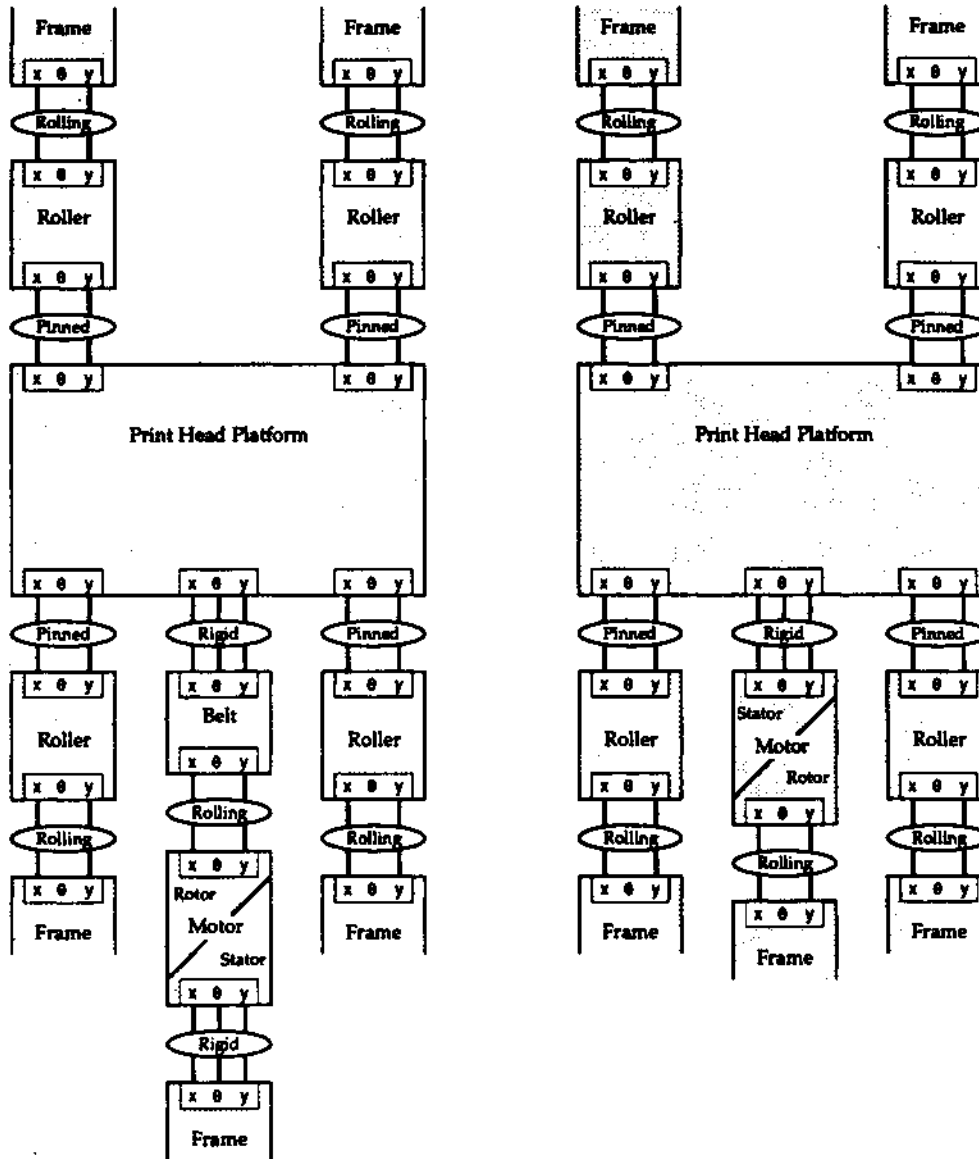 Frame Frame Frame Frame
x θ y x θ y x θ y x θ y
Rolling Rolling Rolling Rolling
x θ y x θ y x θ y x θ y
Roller Roller Roller Roller
x θ y x θ y x θ y x θ y
Pinned Pinned Pinned Pinned
x θ y x θ y x θ y x θ y
Print Head Platform Print Head Platform
x θ y x θ y x θ y x θ y x θ y x θ y
Pinned Rigid Pinned Pinned Rigid Pinned
x θ y x θ y x θ y x θ y x θ y x θ y
Belt Stator
Roller Roller Roller Motor Roller
x θ y Rotor
x θ y x θ y x θ y x θ y
Rolling x θ y
Rolling Rolling Rolling Rolling
x θ y Rolling
x θ y x θ y x θ y x θ y
Rotor
Motor x θ y
Frame Frame Frame Frame
Stator Frame
x θ y
Rigid
x θ y
Frame